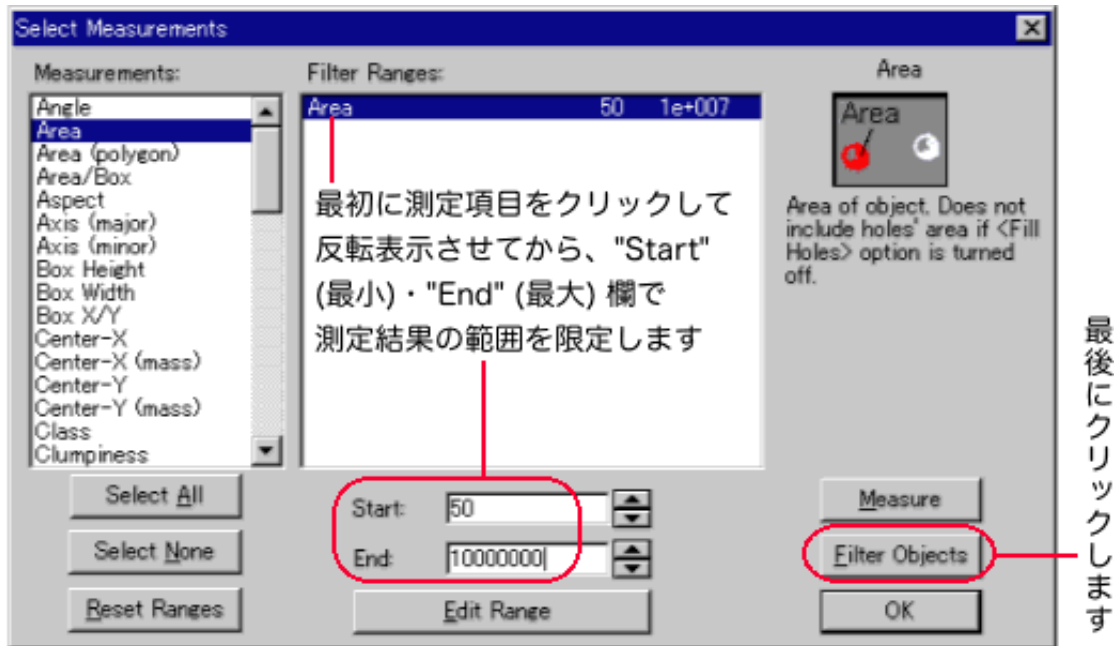 Select Measurements
Measurements:
Angle
Area
Area (polygon)
Area/Box
Aspect
Axis (major)
Axis (minor)
Box Height
Box Width
Box X/Y
Center-X
Center-X (mass)
Center-Y
Center-Y (mass)
Class
Clumpiness
Select All
Select None
Reset Ranges
Filter Ranges:
Area 50 1e+007
最初に測定項目をクリックして
反転表示させてから、"Start"
(最小)・"End" (最大) 欄で
測定結果の範囲を限定します
Start: 50
End: 10000000
Edit Range
Area
Area
Area of object. Does not
include holes' area if <Fill
Holes> option is turned
off.
Measure
Filter Objects
OK
最後にクリックします